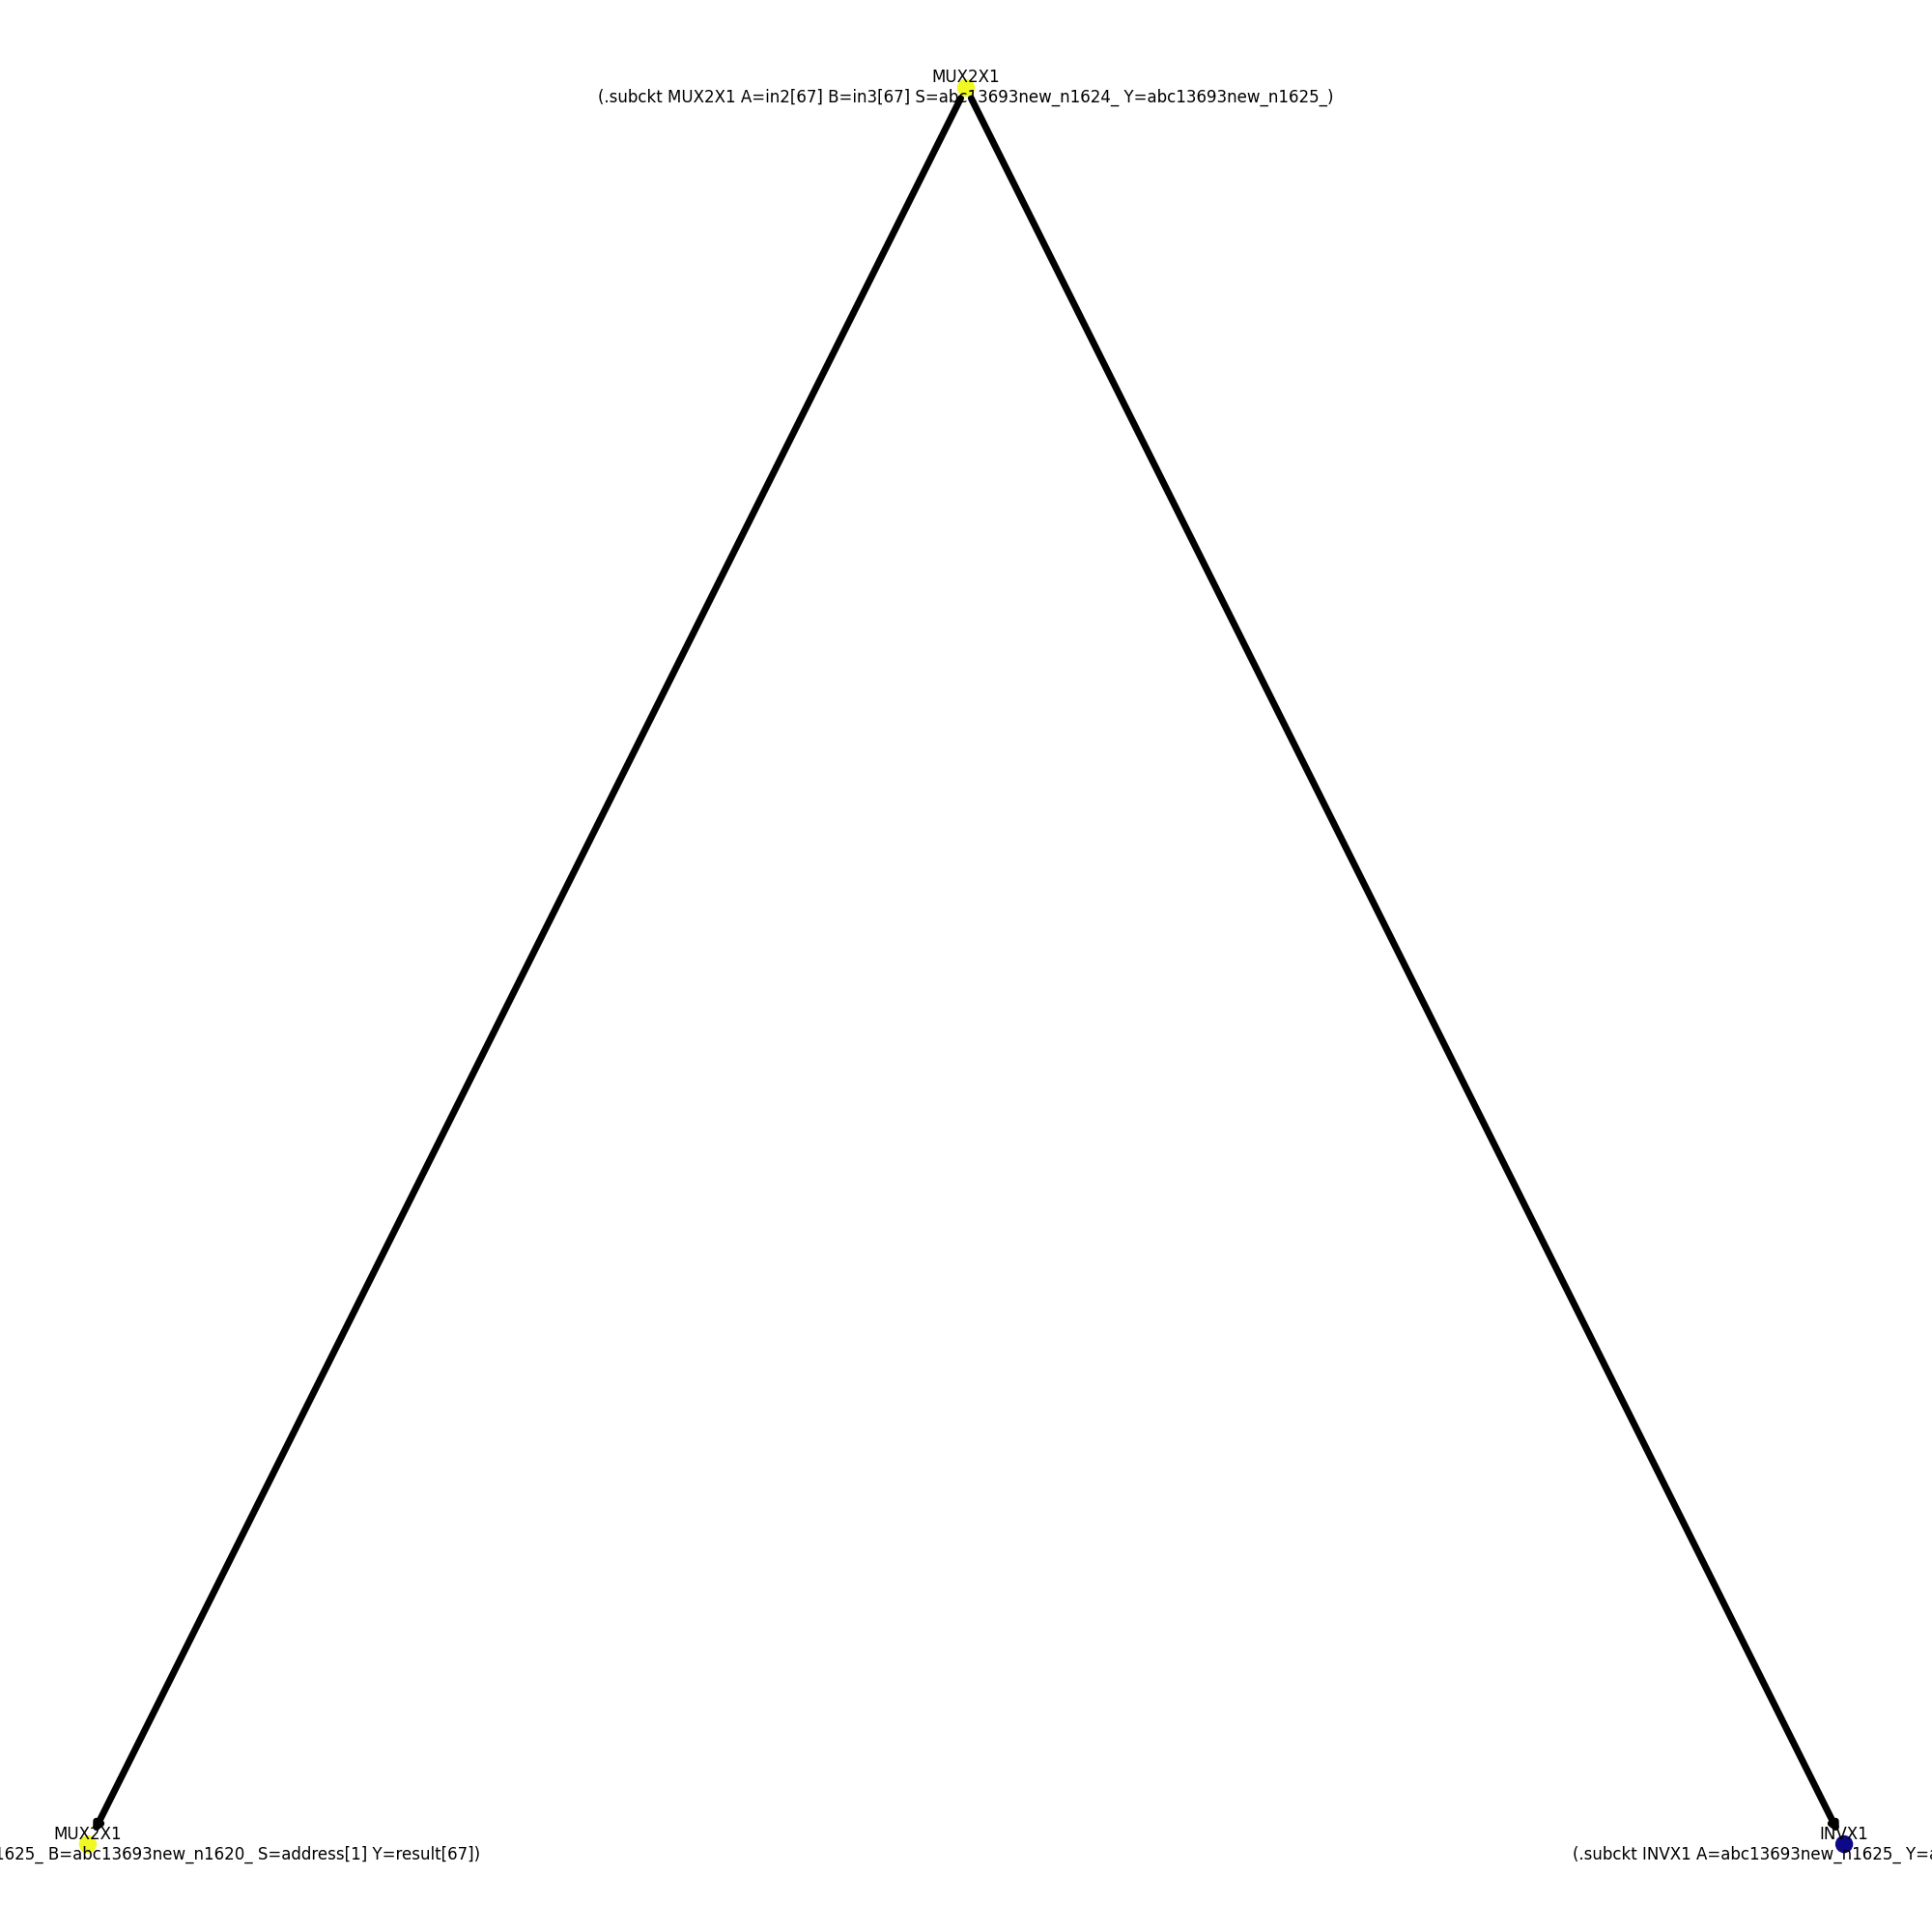 MUX2X1
(.subckt MUX2X1 A=in2[67] B=in3[67] S=abc13693new_n1624_ Y=abc13693new_n1625_)
MUX2X1
1625_ B=abc13693new_n1620_ S=address[1] Y=result[67])
INVX1
(.subckt INVX1 A=abc13693new_n1625_ Y=a